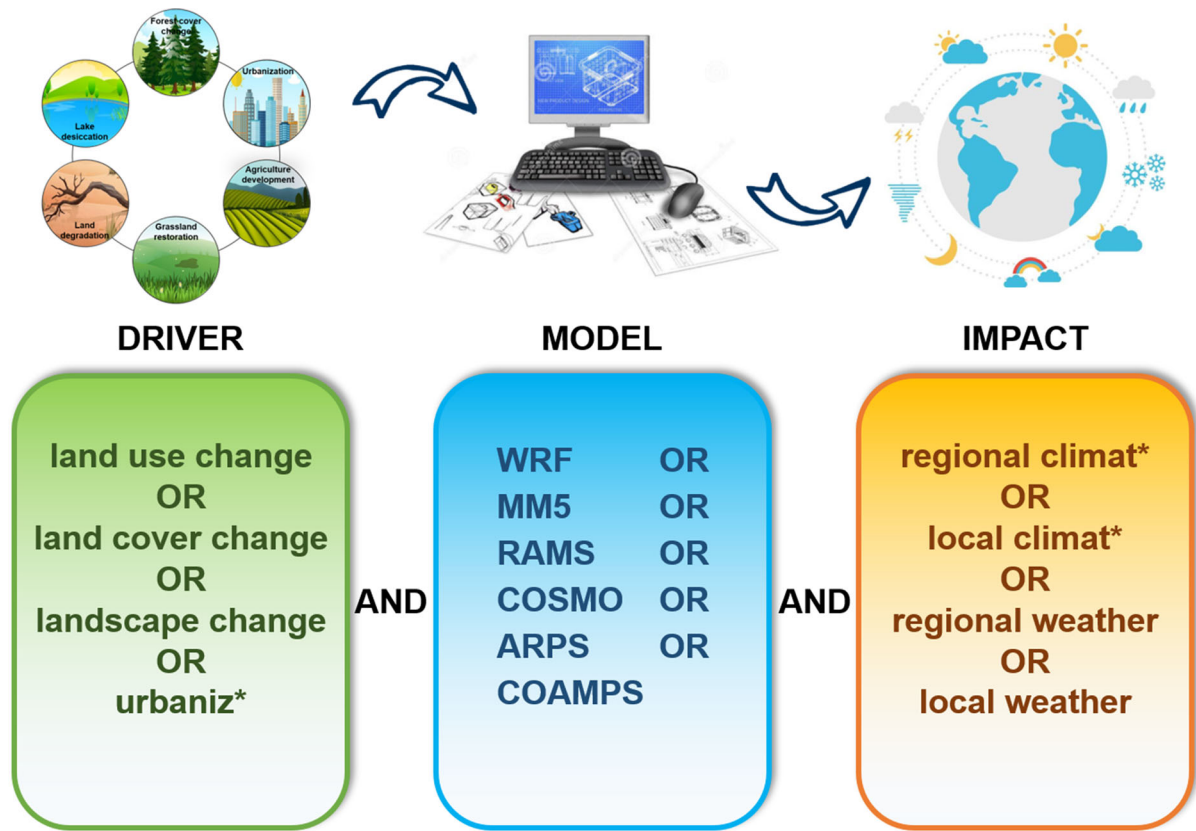 Forest cover
change
Urbanization
Lake
desiccation
Agriculture
development
Land
degradation
Grassland
restoration
DRIVER
MODEL
IMPACT
land use change
OR
land cover change
OR
landscape change
OR
urbaniz*
AND
WRF OR
MM5 OR
RAMS OR
COSMO OR
ARPS OR
COAMPS
AND
regional climat*
OR
local climat*
OR
regional weather
OR
local weather